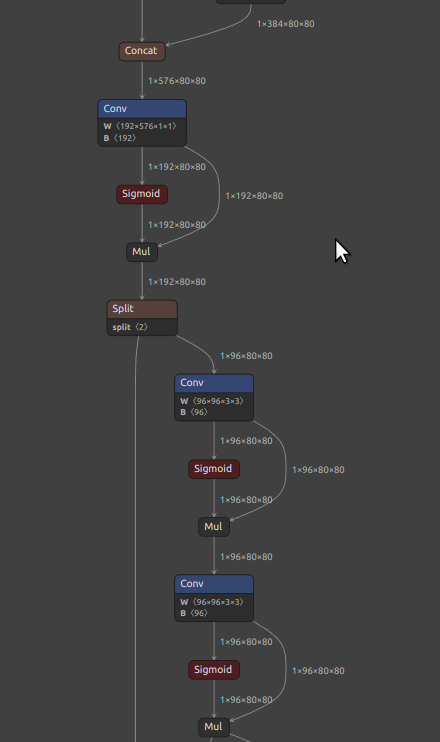 1×384×80×80
Concat
1×576×80×80
Conv
W 〈192×576×1×1〉
B 〈192〉
1×192×80×80
Sigmoid
1×192×80×80
1×192×80×80
Mul
1×192×80×80
Split
split 〈2〉
1×96×80×80
Conv
W 〈96×96×3×3〉
B 〈96〉
1×96×80×80
Sigmoid
1×96×80×80
1×96×80×80
Mul
1×96×80×80
Conv
W 〈96×96×3×3〉
B 〈96〉
1×96×80×80
Sigmoid
1×96×80×80
1×96×80×80
Mul